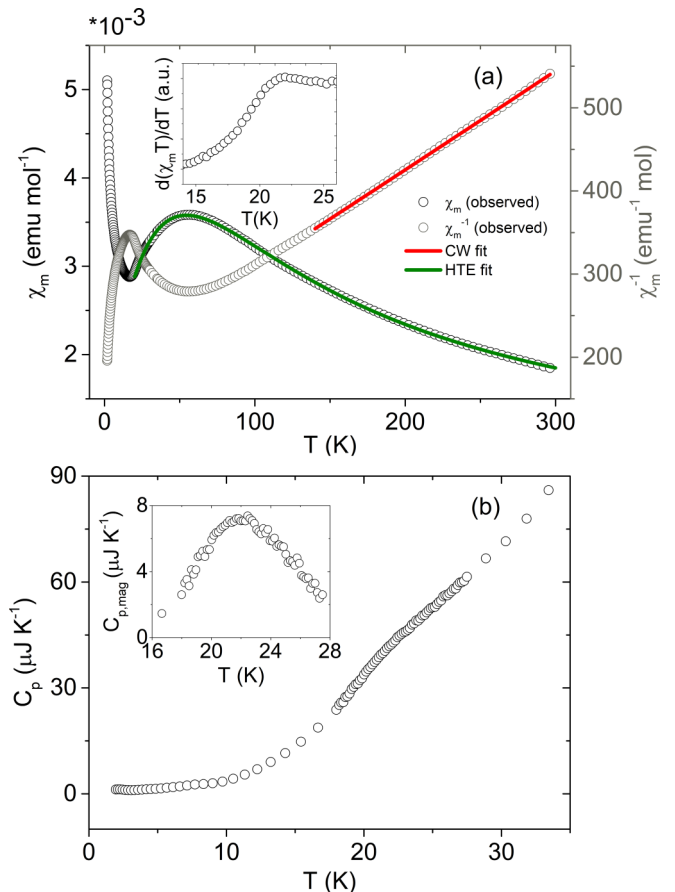 *10⁻³
(a)
d(χₘT)/dT (a.u.)
15 20 25
T(K)
5
4
3
2
χₘ (emu mol⁻¹)
500
400
300
200
χₘ⁻¹ (emu⁻¹ mol)
χₘ (observed)
χₘ⁻¹ (observed)
CW fit
HTE fit
0 100 200 300
T (K)
(b)
90
60
30
0
Cₚ (μJ K⁻¹)
8
4
0
Cₚ,ₘₐg (μJ K⁻¹)
16 20 24 28
T (K)
0 10 20 30
T (K)